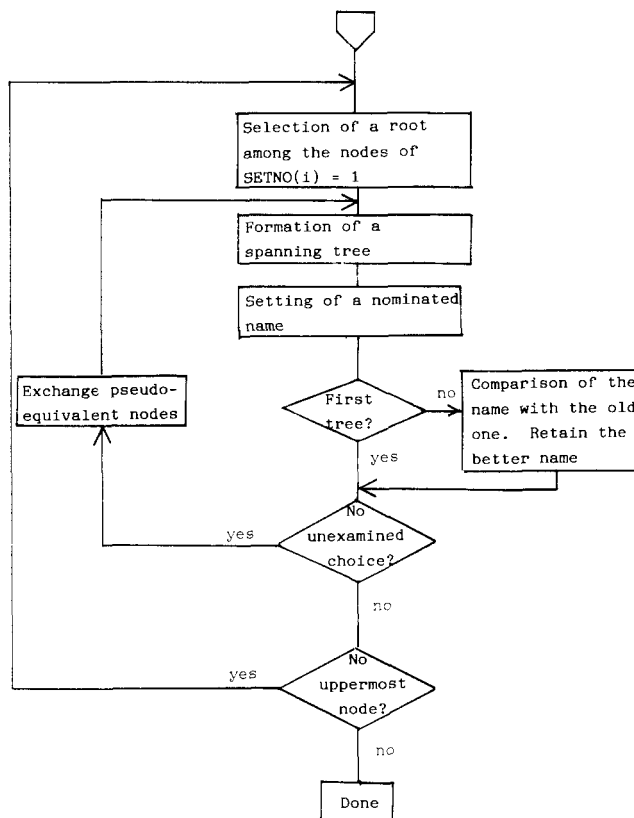 Selection of a root
among the nodes of
SETNO(i) = 1
Formation of a
spanning tree
Setting of a nominated
name
Exchange pseudo-
equivalent nodes
First
tree?
no
Comparison of the
name with the old
one. Retain the
better name
yes
No
unexamined
choice?
yes
no
No
uppermost
node?
yes
no
Done